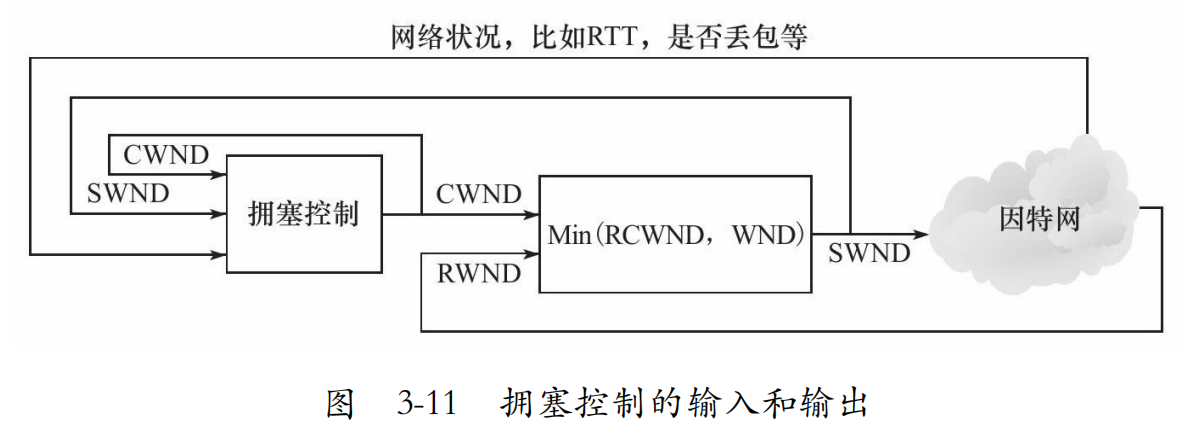 网络状况，比如RTT，是否丢包等
CWND
SWND
拥塞控制
CWND
RWND
Min(RCWND，WND)
SWND
因特网
图 3-11 拥塞控制的输入和输出